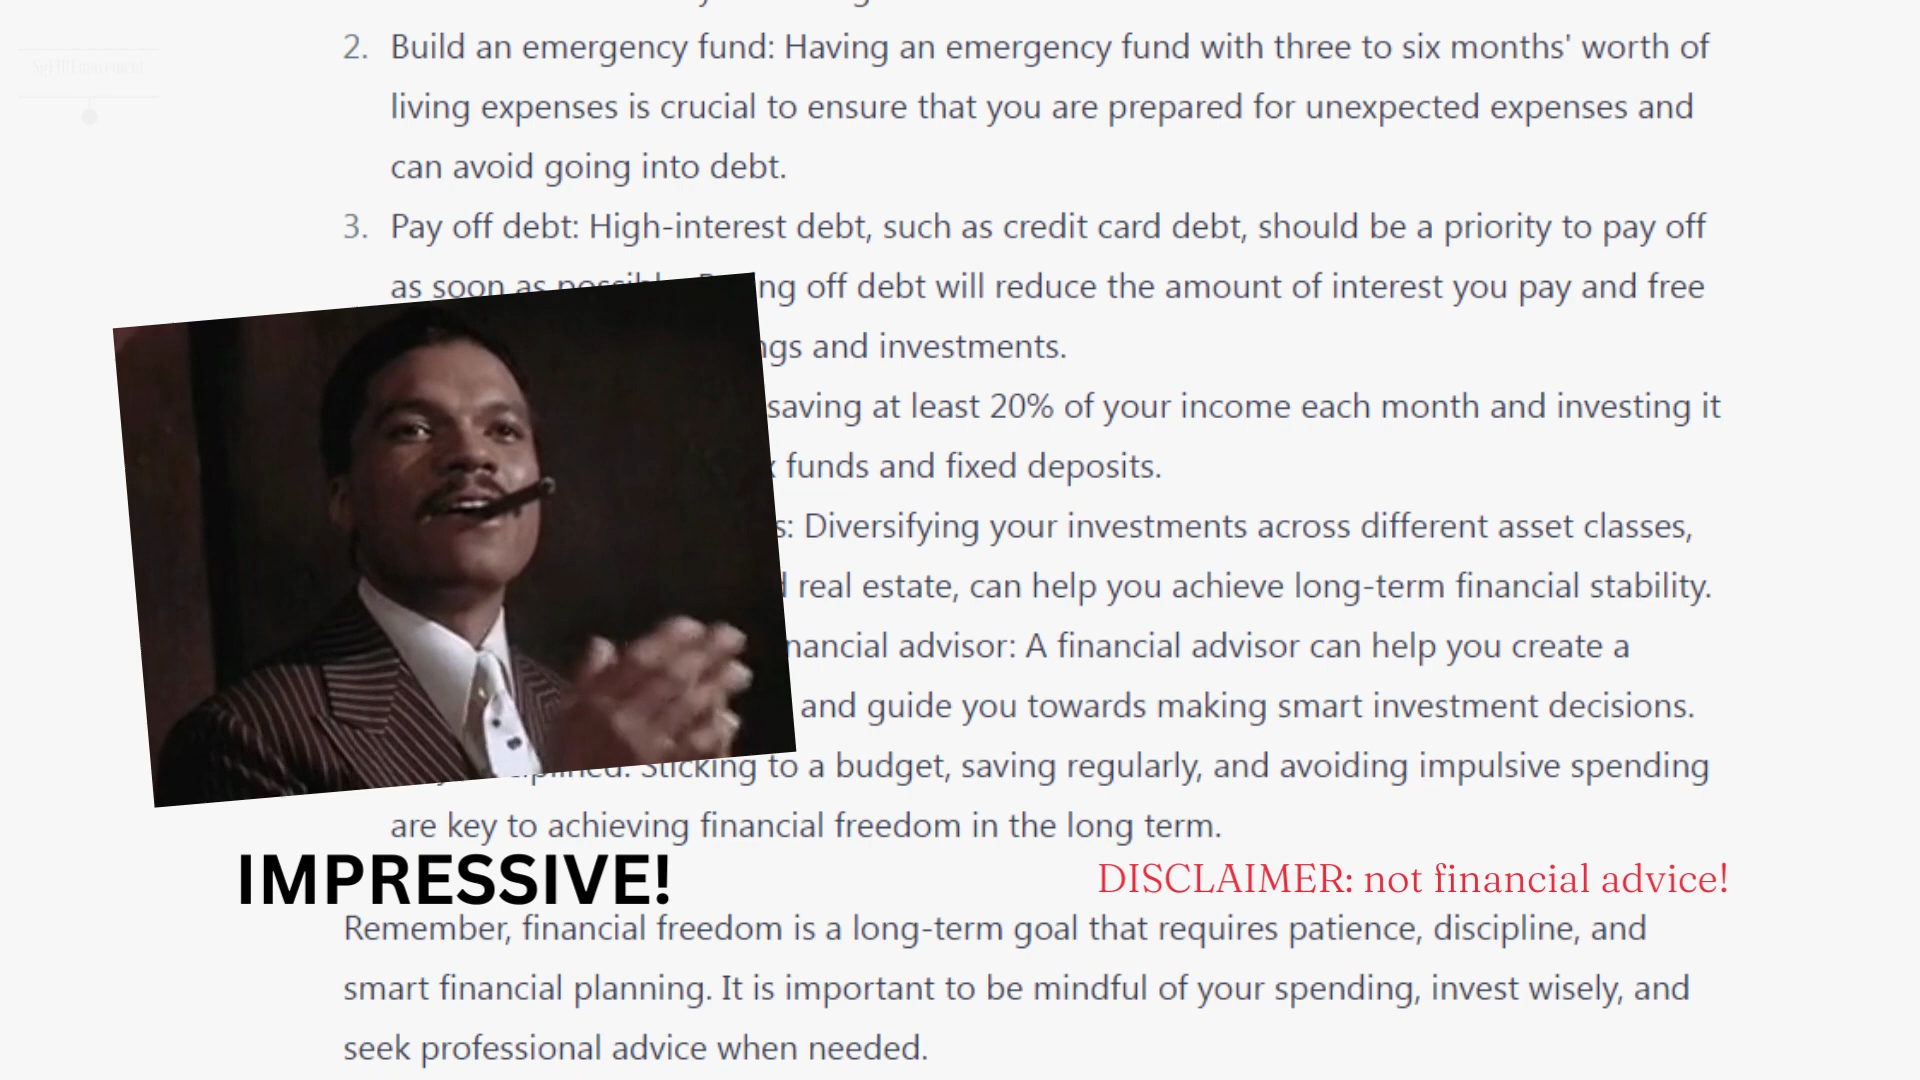 2. Build an emergency fund: Having an emergency fund with three to six months' worth of
living expenses is crucial to ensure that you are prepared for unexpected expenses and
can avoid going into debt.
3. Pay off debt: High-interest debt, such as credit card debt, should be a priority to pay off
as soon as ng off debt will reduce the amount of interest you pay and free
ngs and investments.
saving at least 20% of your income each month and investing it
funds and fixed deposits.
s: Diversifying your investments across different asset classes,
real estate, can help you achieve long-term financial stability.
nancial advisor: A financial advisor can help you create a
and guide you towards making smart investment decisions.
Sticking to a budget, saving regularly, and avoiding impulsive spending
are key to achieving financial freedom in the long term.
IMPRESSIVE!
DISCLAIMER: not financial advice!
Remember, financial freedom is a long-term goal that requires patience, discipline, and
smart financial planning. It is important to be mindful of your spending, invest wisely, and
seek professional advice when needed.